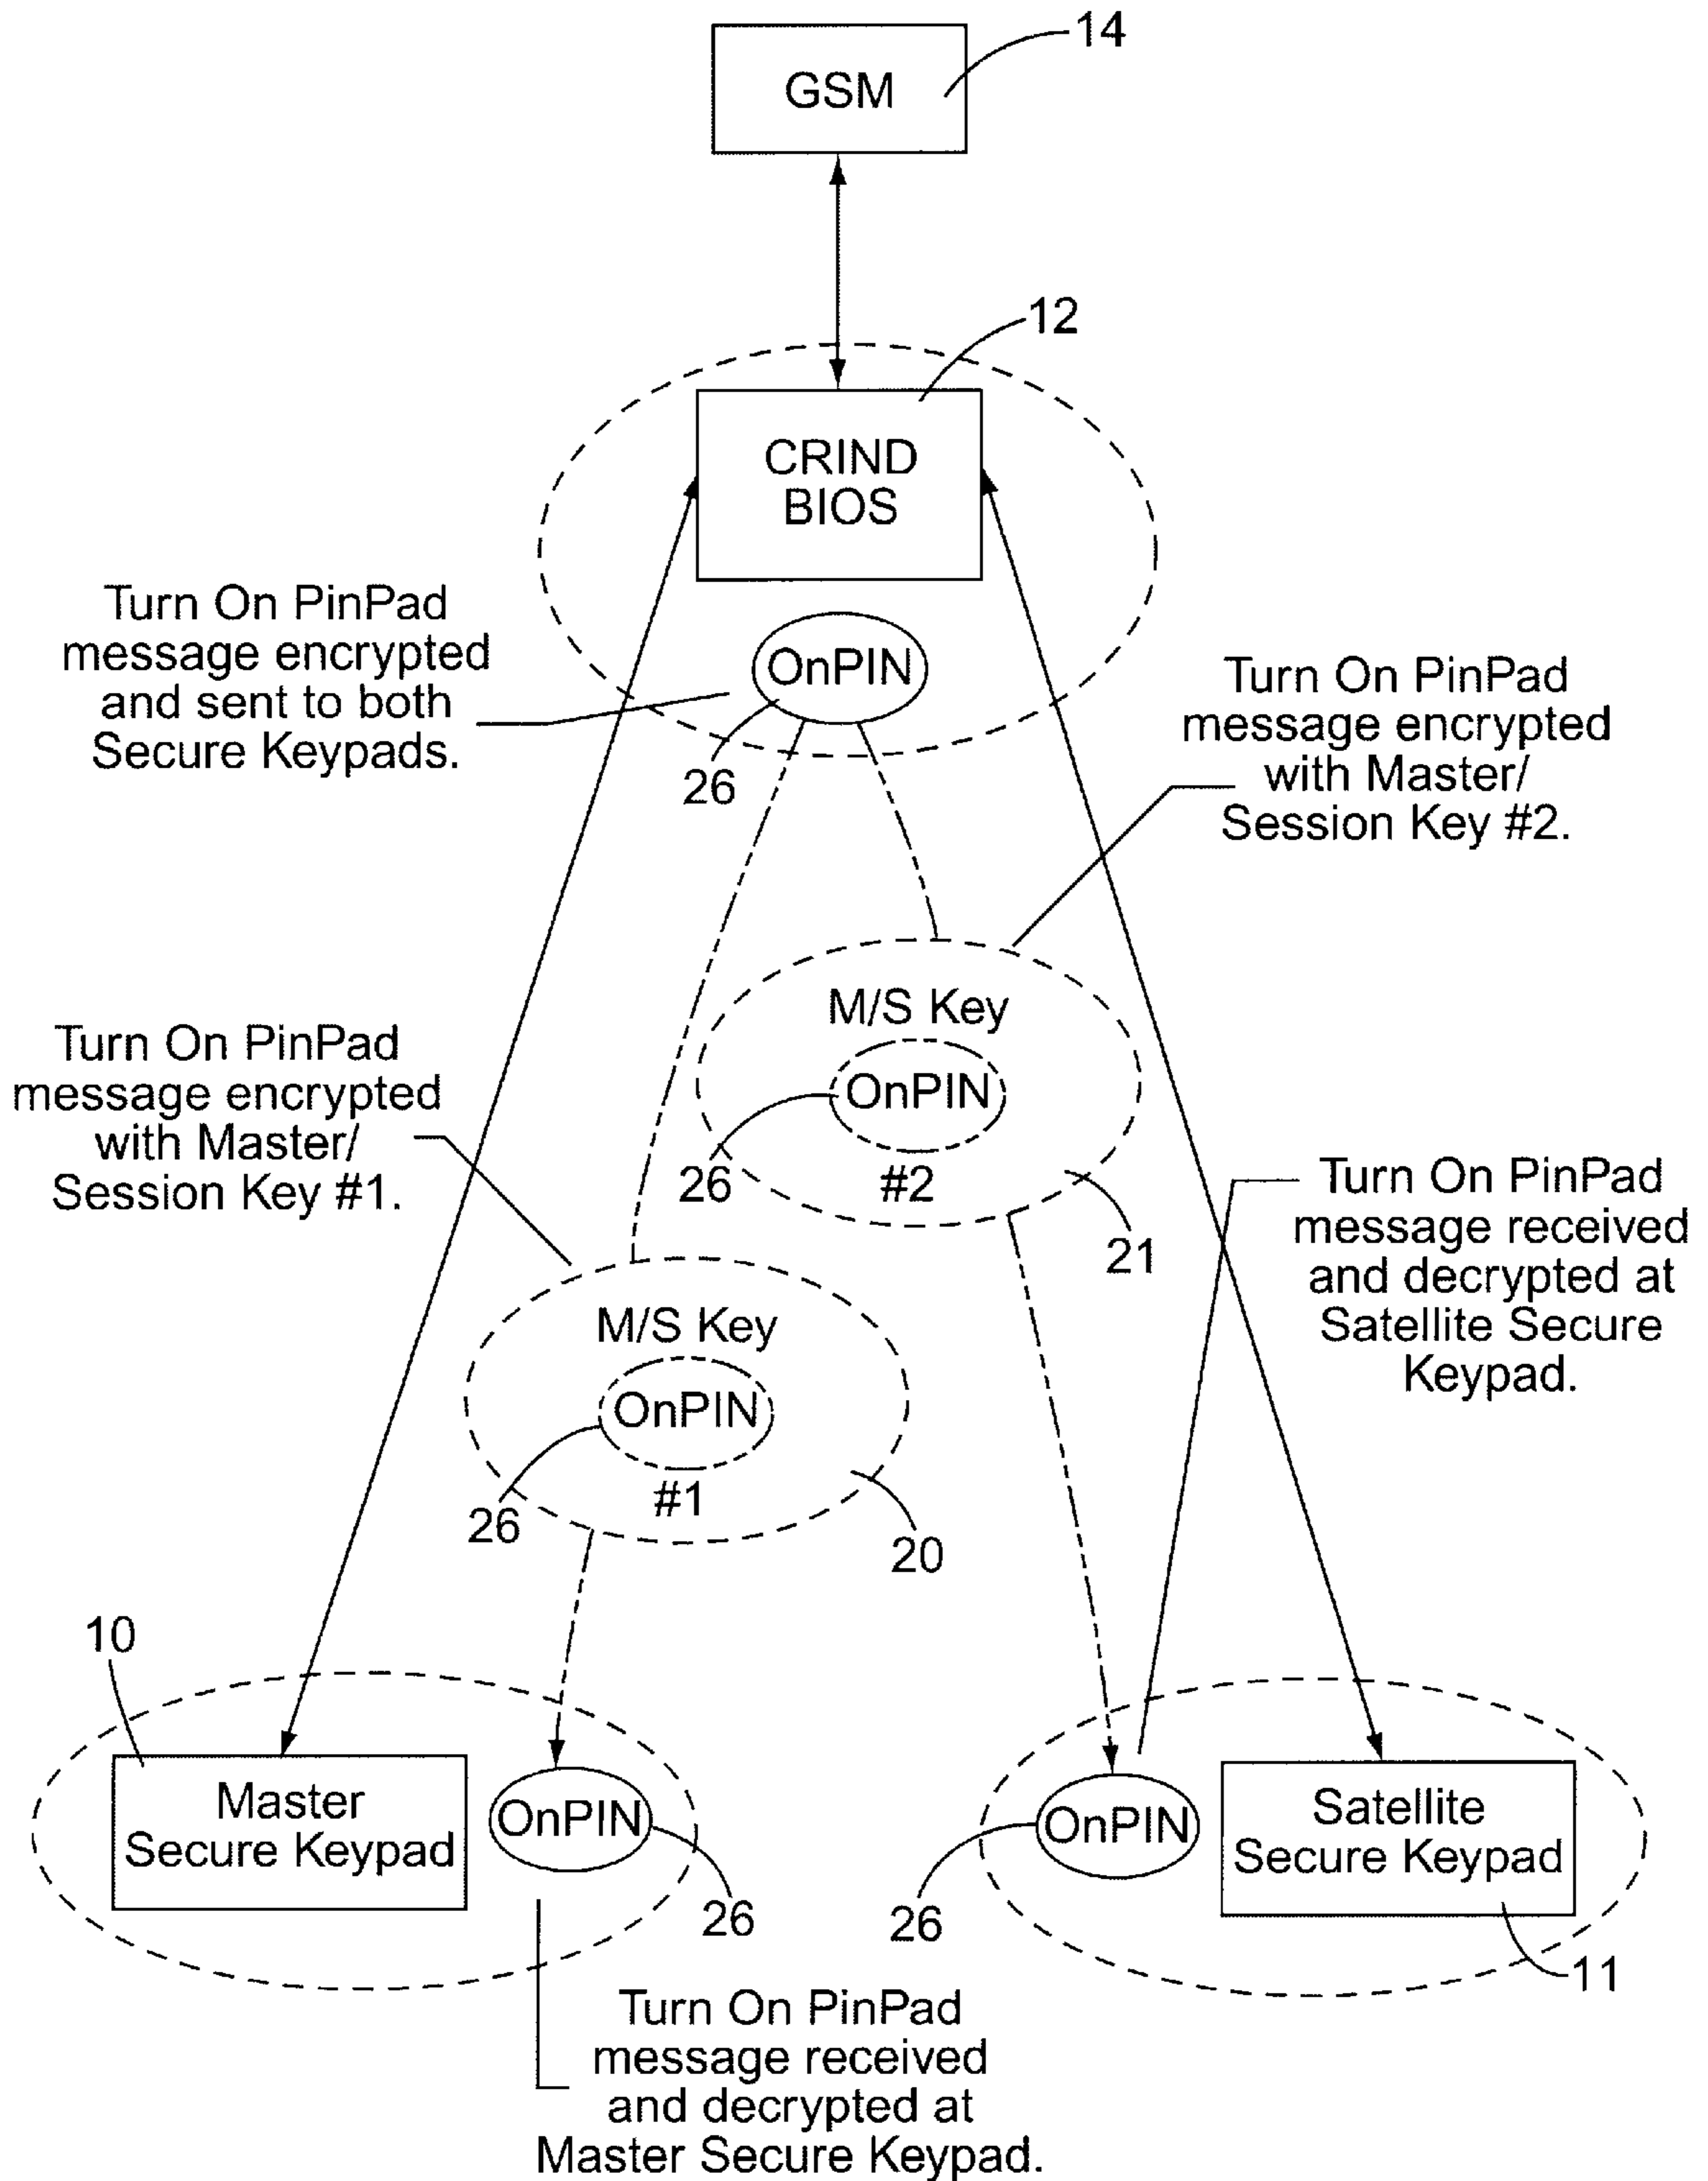 14
GSM
12
CRIND
BIOS
Turn On PinPad
message encrypted
and sent to both
Secure Keypads.
OnPIN
26
Turn On PinPad
message encrypted
with Master/
Session Key #2.
M/S Key
OnPIN
26
#2
21
Turn On PinPad
message encrypted
with Master/
Session Key #1.
Turn On PinPad
message received
and decrypted at
Satellite Secure
Keypad.
M/S Key
OnPIN
26
#1
20
10
Master
Secure Keypad
OnPIN
26
OnPIN
26
Satellite
Secure Keypad
11
Turn On PinPad
message received
and decrypted at
Master Secure Keypad.